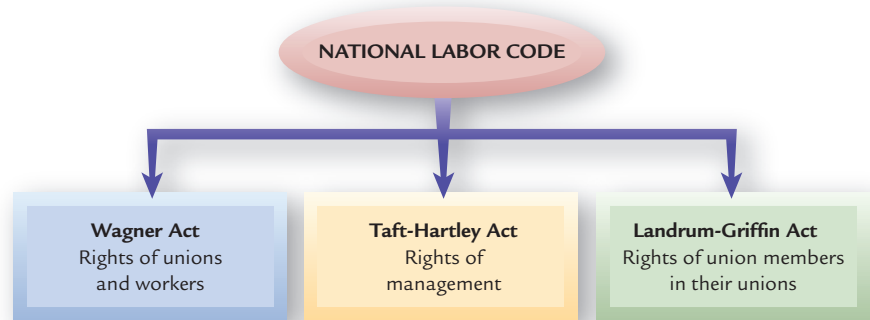 NATIONAL LABOR CODE
Wagner Act
Rights of unions
and workers
Taft-Hartley Act
Rights of
management
Landrum-Griffin Act
Rights of union members
in their unions